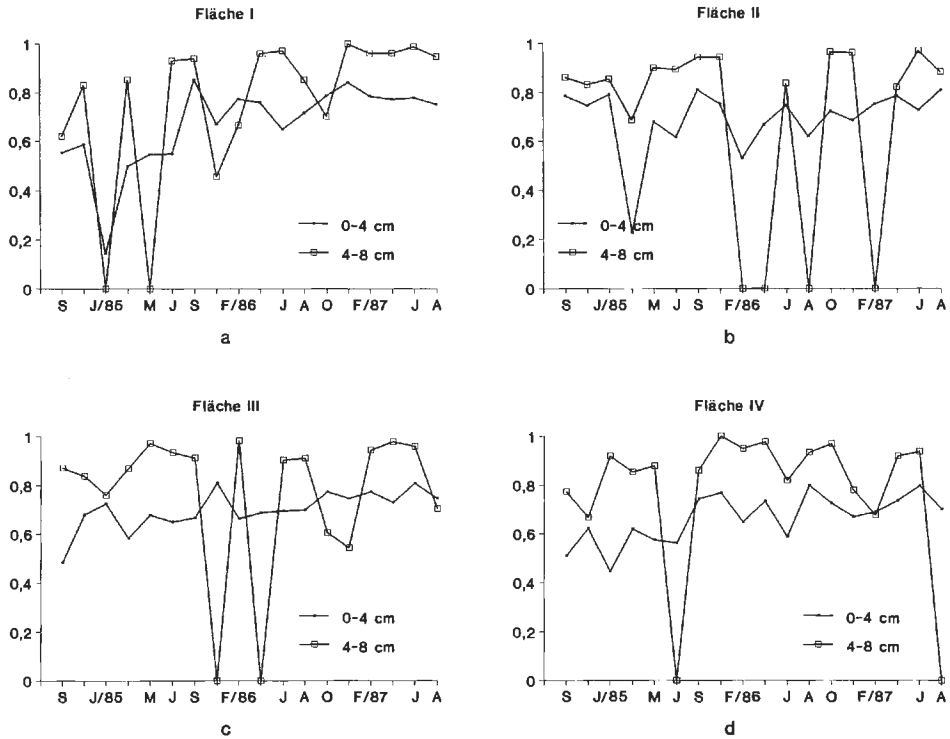 Fläche I
1
0,8
0,6
0,4
0,2
0
0-4 cm
4-8 cm
S J/85 M J S F/86 J A O F/87 J A
a
Fläche II
1
0,8
0,6
0,4
0,2
0
0-4 cm
4-8 cm
S J/85 M J S F/86 J A O F/87 J A
b
Fläche III
1
0,8
0,6
0,4
0,2
0
0-4 cm
4-8 cm
S J/85 M J S F/86 J A O F/87 J A
c
Fläche IV
1
0,8
0,6
0,4
0,2
0
0-4 cm
4-8 cm
S J/85 M J S F/86 J A O F/87 J A
d